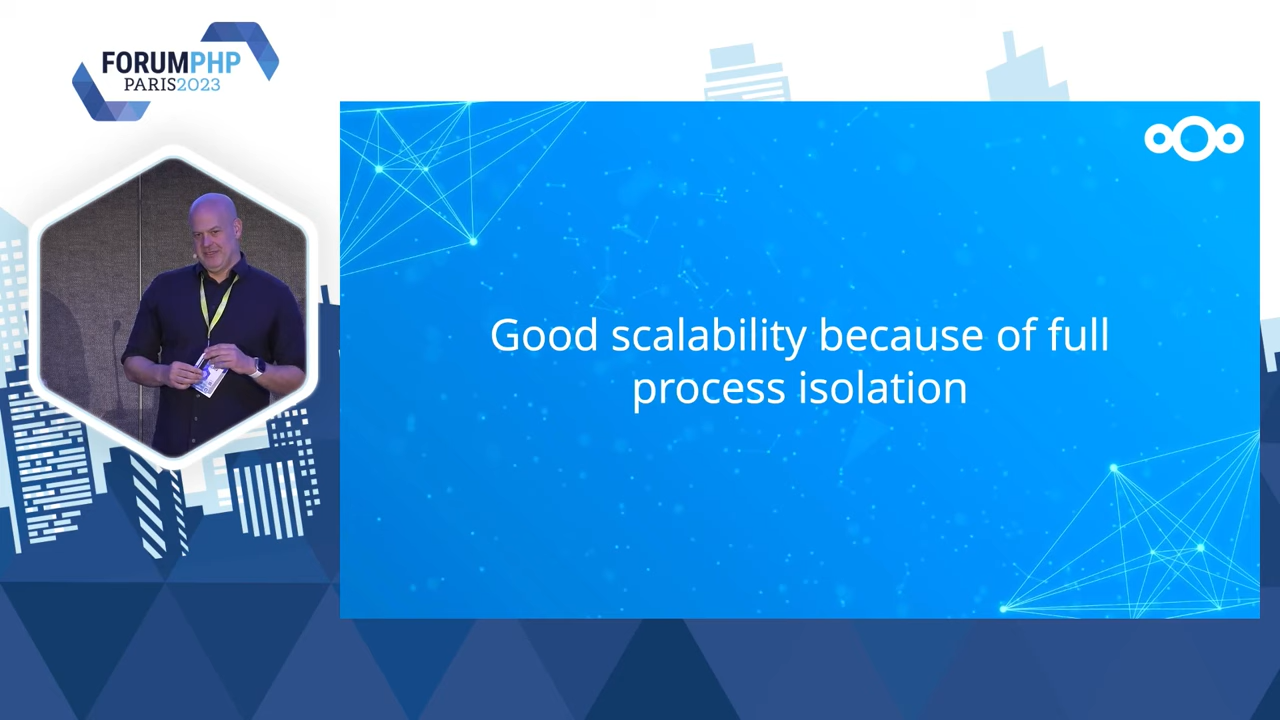 FORUMPHP
PARIS2023
Good scalability because of full
process isolation